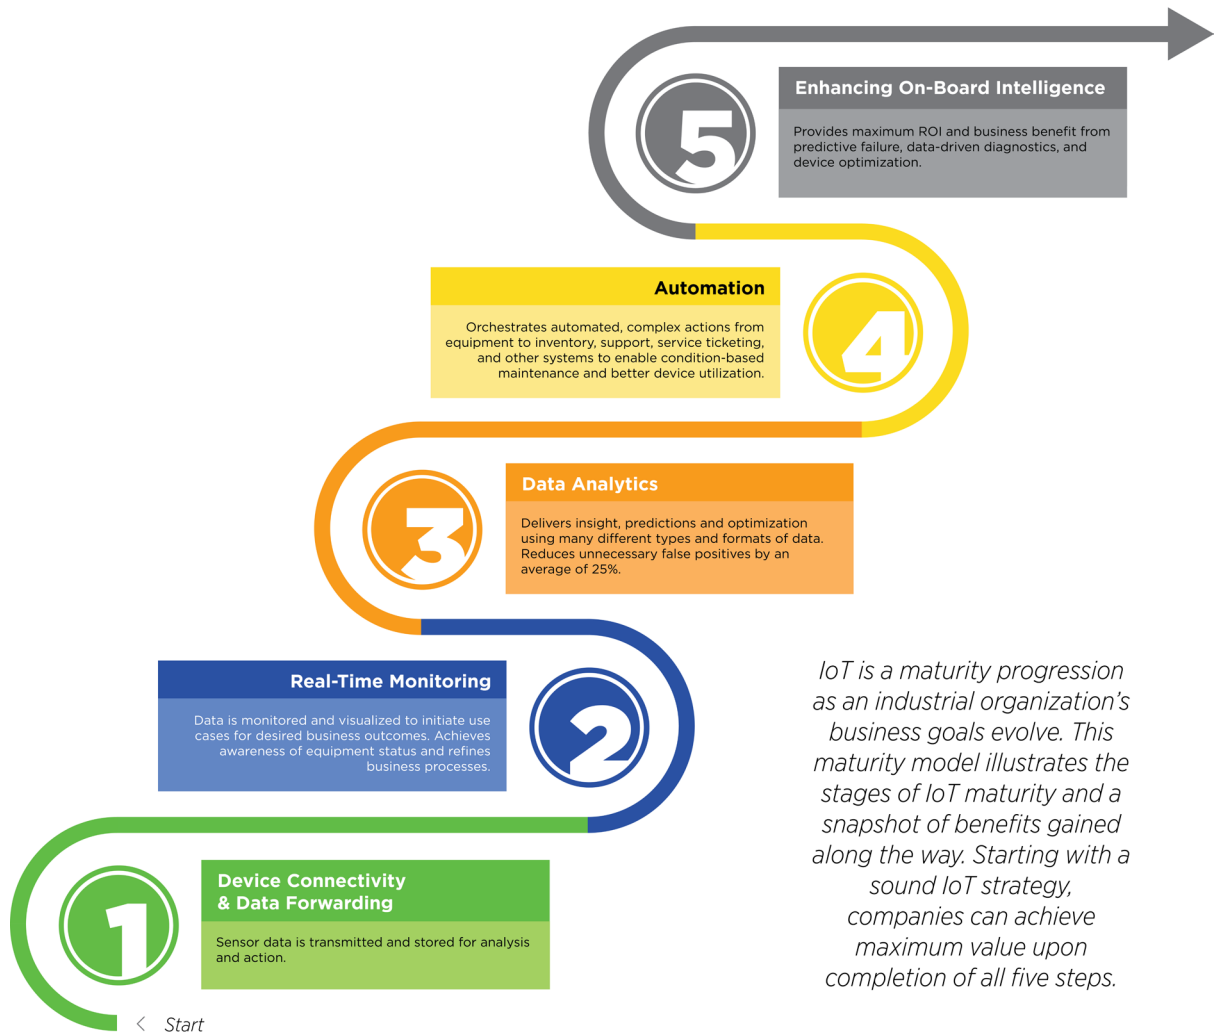 5
Enhancing On-Board Intelligence
Provides maximum ROI and business benefit from
predictive failure, data-driven diagnostics, and
device optimization.
4
Automation
Orchestrates automated, complex actions from
equipment to inventory, support, service ticketing,
and other systems to enable condition-based
maintenance and better device utilization.
3
Data Analytics
Delivers insight, predictions and optimization
using many different types and formats of data.
Reduces unnecessary false positives by an
average of 25%.
2
Real-Time Monitoring
Data is monitored and visualized to initiate use
cases for desired business outcomes. Achieves
awareness of equipment status and refines
business processes.
1
Device Connectivity
& Data Forwarding
Sensor data is transmitted and stored for analysis
and action.
< Start
IoT is a maturity progression
as an industrial organization’s
business goals evolve. This
maturity model illustrates the
stages of IoT maturity and a
snapshot of benefits gained
along the way. Starting with a
sound IoT strategy,
companies can achieve
maximum value upon
completion of all five steps.